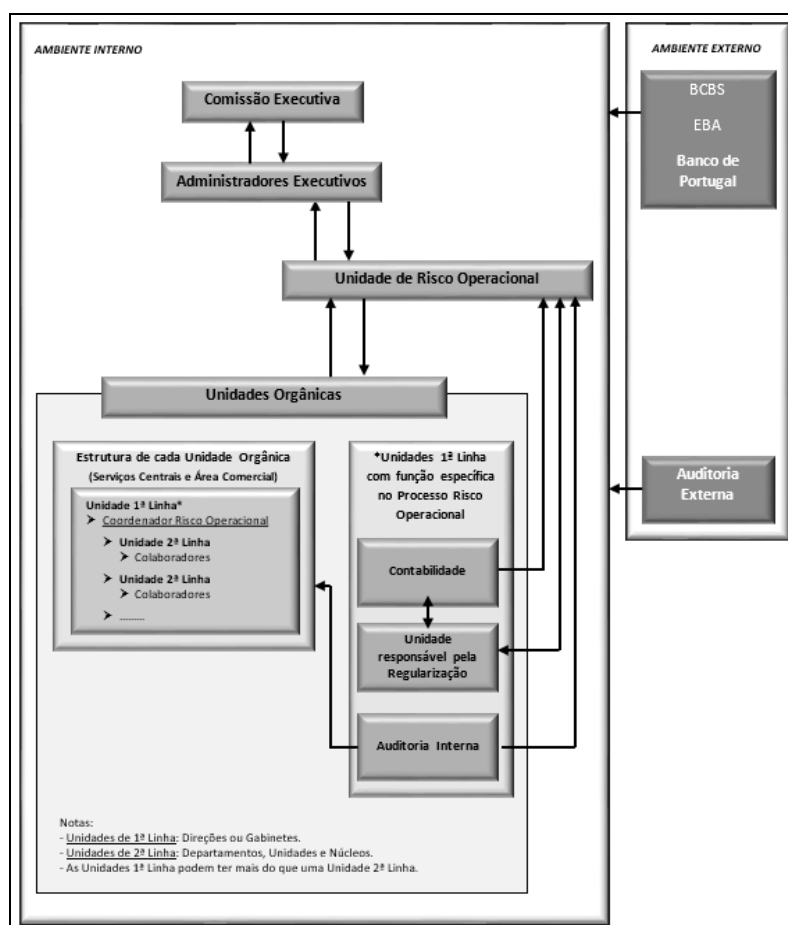 AMBIENTE INTERNO
Comissão Executiva
Administradores Executivos
Unidade de Risco Operacional
Unidades Orgânicas
Estrutura de cada Unidade Orgânica
(Serviços Centrais e Área Comercial)
Unidade 1ª Linha*
➤ Coordenador Risco Operacional
➤ Unidade 2ª Linha
➤ Colaboradores
➤ Unidade 2ª Linha
➤ Colaboradores
➤ .........
*Unidades 1ª Linha
com função específica
no Processo Risco
Operacional
Contabilidade
Unidade
responsável pela
Regularização
Auditoria Interna
Notas:
- Unidades de 1ª Linha: Direções ou Gabinetes.
- Unidades de 2ª Linha: Departamentos, Unidades e Núcleos.
- As Unidades 1ª Linha podem ter mais do que uma Unidade 2ª Linha.
AMBIENTE EXTERNO
BCBS
EBA
Banco de
Portugal
Auditoria
Externa